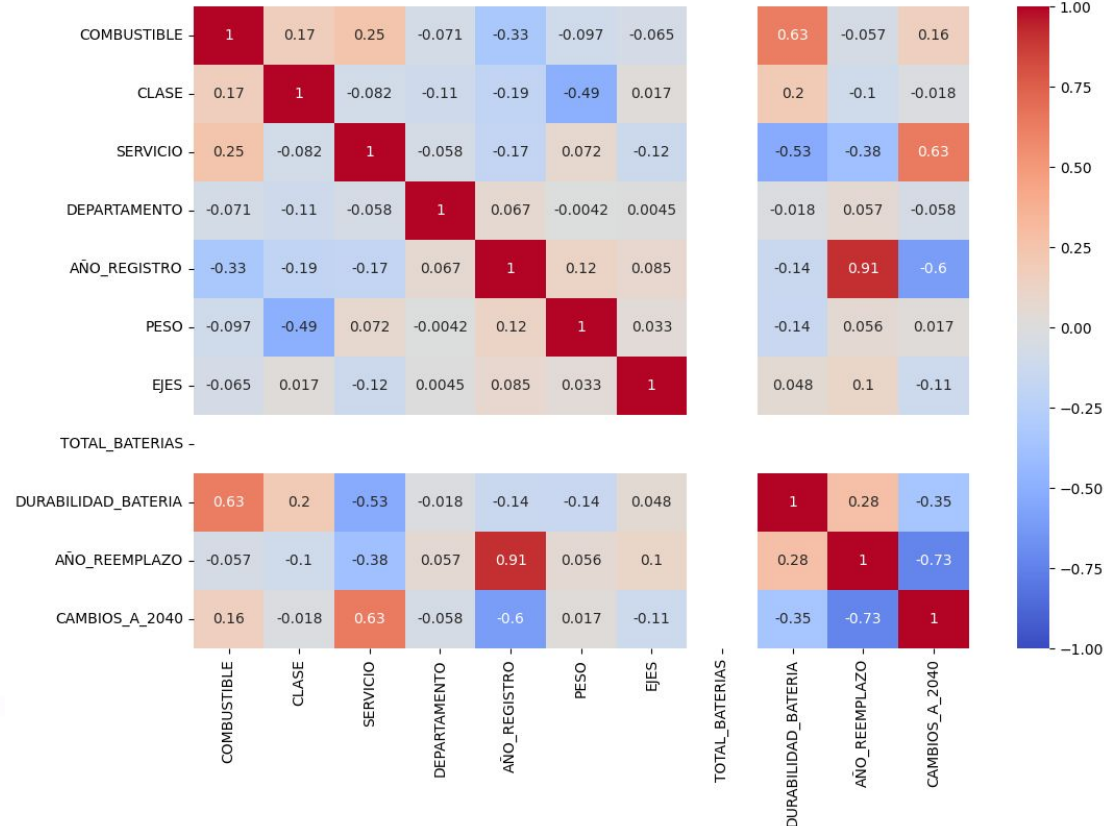 COMBUSTIBLE 1 0.17 0.25 -0.071 -0.33 -0.097 -0.065 0.63 -0.057 0.16
CLASE 0.17 1 -0.082 -0.11 -0.19 -0.49 0.017 0.2 -0.1 -0.018
SERVICIO 0.25 -0.082 1 -0.058 -0.17 0.072 -0.12 -0.53 -0.38 0.63
DEPARTAMENTO -0.071 -0.11 -0.058 1 0.067 -0.0042 0.0045 -0.018 0.057 -0.058
AÑO_REGISTRO -0.33 -0.19 -0.17 0.067 1 0.12 0.085 -0.14 0.91 -0.6
PESO -0.097 -0.49 0.072 -0.0042 0.12 1 0.033 -0.14 0.056 0.017
EJES -0.065 0.017 -0.12 0.0045 0.085 0.033 1 0.048 0.1 -0.11
TOTAL_BATERIAS
DURABILIDAD_BATERIA 0.63 0.2 -0.53 -0.018 -0.14 -0.14 0.048 1 0.28 -0.35
AÑO_REEMPLAZO -0.057 -0.1 -0.38 0.057 0.91 0.056 0.1 0.28 1 -0.73
CAMBIOS_A_2040 0.16 -0.018 0.63 -0.058 -0.6 0.017 -0.11 -0.35 -0.73 1
COMBUSTIBLE
CLASE
SERVICIO
DEPARTAMENTO
AÑO_REGISTRO
PESO
EJES
TOTAL_BATERIAS
DURABILIDAD_BATERIA
AÑO_REEMPLAZO
CAMBIOS_A_2040
1.00
0.75
0.50
0.25
0.00
−0.25
−0.50
−0.75
−1.00